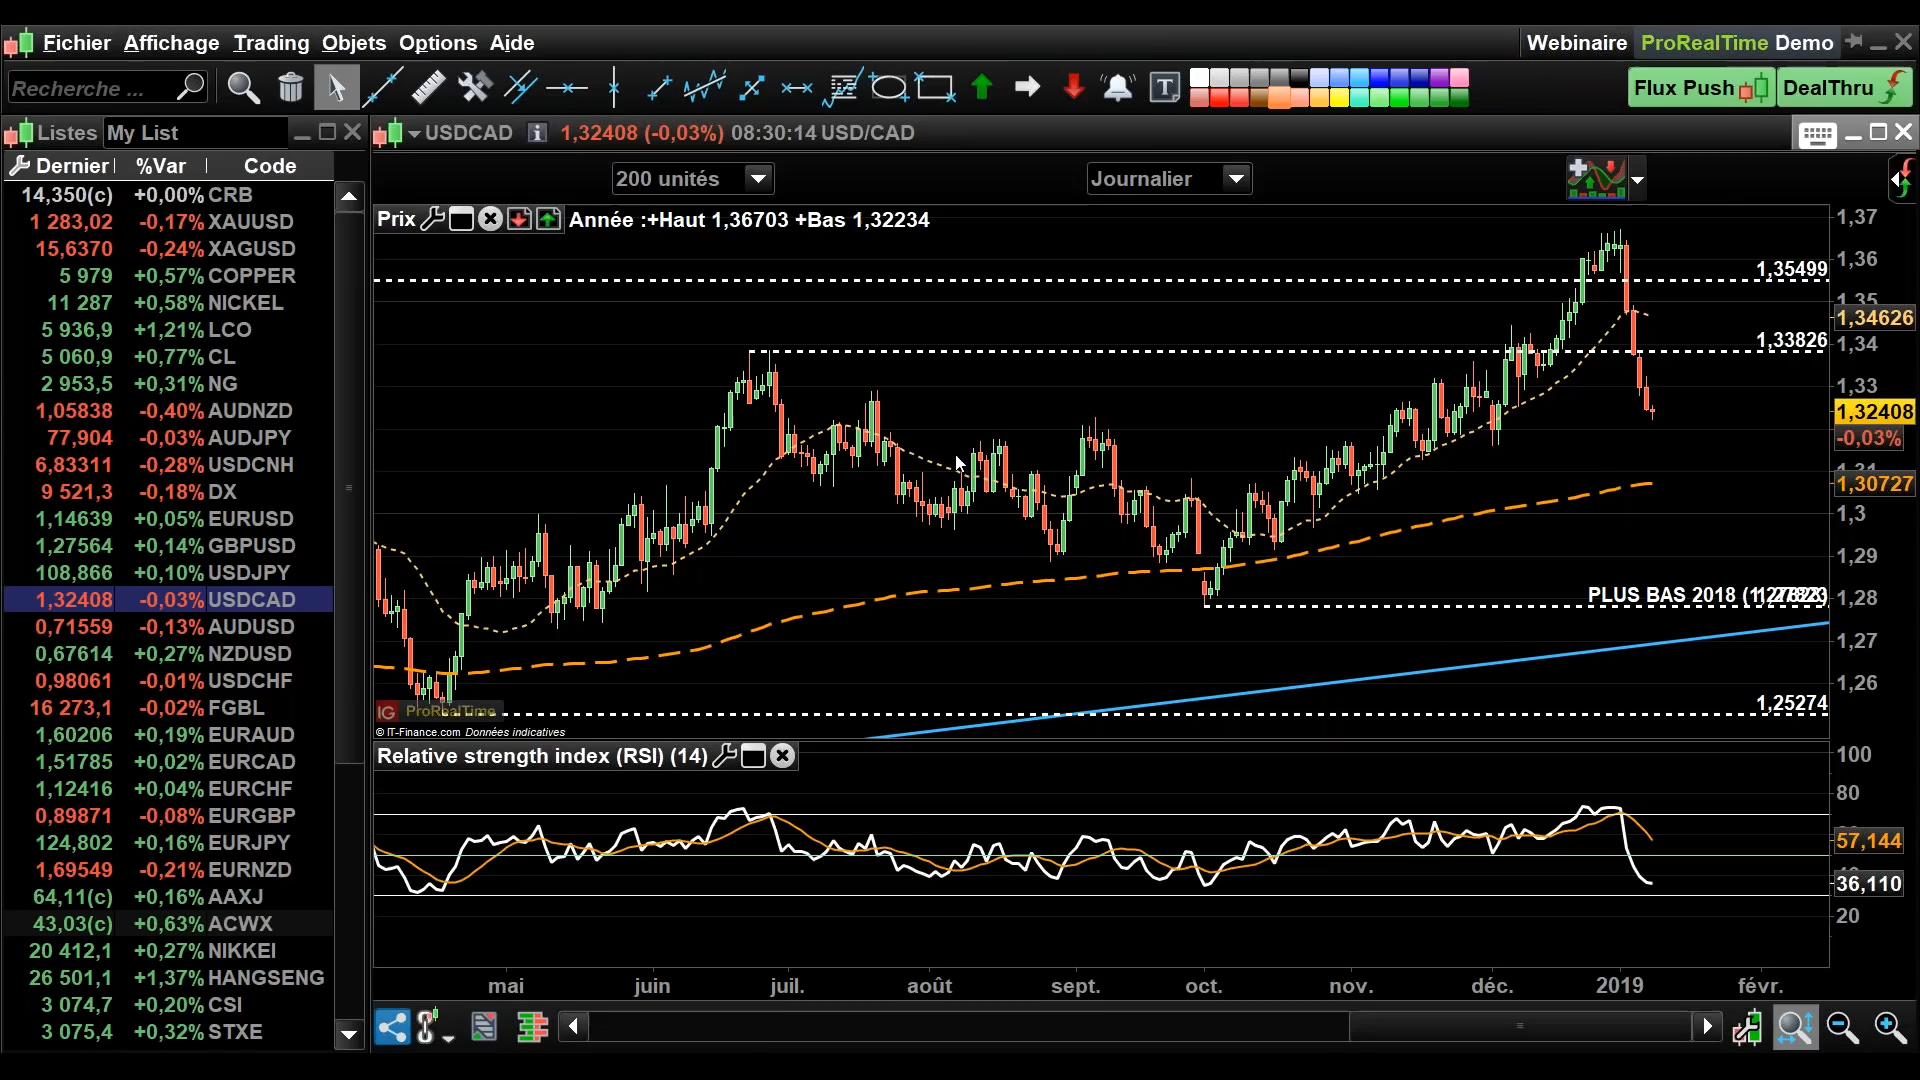 Fichier Affichage Trading Objets Options Aide
Webinaire ProRealTime Demo
Recherche ...
T
Flux Push
DealThru
Listes My List
USDCAD i 1,32408 (-0,03%) 08:30:14 USD/CAD
Dernier %Var Code
200 unités
Journalier
14,350(c) +0,00% CRB
1 283,02 -0,17% XAUUSD
15,6370 -0,24% XAGUSD
5 979 +0,57% COPPER
11 287 +0,58% NICKEL
5 936,9 +1,21% LCO
5 060,9 +0,77% CL
2 953,5 +0,31% NG
1,05838 -0,40% AUDNZD
77,904 -0,03% AUDJPY
6,83311 -0,28% USDCNH
9 521,3 -0,18% DX
1,14639 +0,05% EURUSD
1,27564 +0,14% GBPUSD
108,866 +0,10% USDJPY
1,32408 -0,03% USDCAD
0,71559 -0,13% AUDUSD
0,67614 +0,27% NZDUSD
0,98061 -0,01% USDCHF
16 273,1 -0,02% FGBL
1,60206 +0,19% EURAUD
1,51785 +0,02% EURCAD
1,12416 +0,04% EURCHF
0,89871 -0,08% EURGBP
124,802 +0,16% EURJPY
1,69549 -0,21% EURNZD
64,11(c) +0,16% AAXJ
43,03(c) +0,63% ACWX
20 412,1 +0,27% NIKKEI
26 501,1 +1,37% HANGSENG
3 074,7 +0,20% CSI
3 075,4 +0,32% STXE
Prix Année :+Haut 1,36703 +Bas 1,32234
1,37
1,36
1,35499
1,35
1,34626
1,33826
1,34
1,33
1,32408
-0,03%
1,31
1,30727
1,3
1,29
PLUS BAS 2018
1,28
1,27
1,26
1,25274
IG ProRealTime
© IT-Finance.com Données indicatives
Relative strength index (RSI) (14)
100
80
57,144
36,110
20
mai juin juil. août sept. oct. nov. déc. 2019 févr.